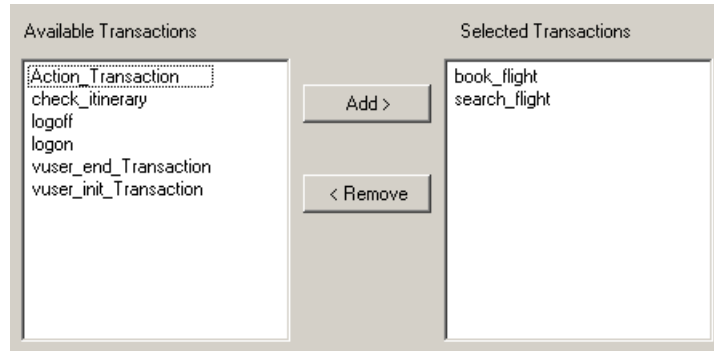 Available Transactions
Action_Transaction
check_itinerary
logoff
logon
vuser_end_Transaction
vuser_init_Transaction
Add >
< Remove
Selected Transactions
book_flight
search_flight